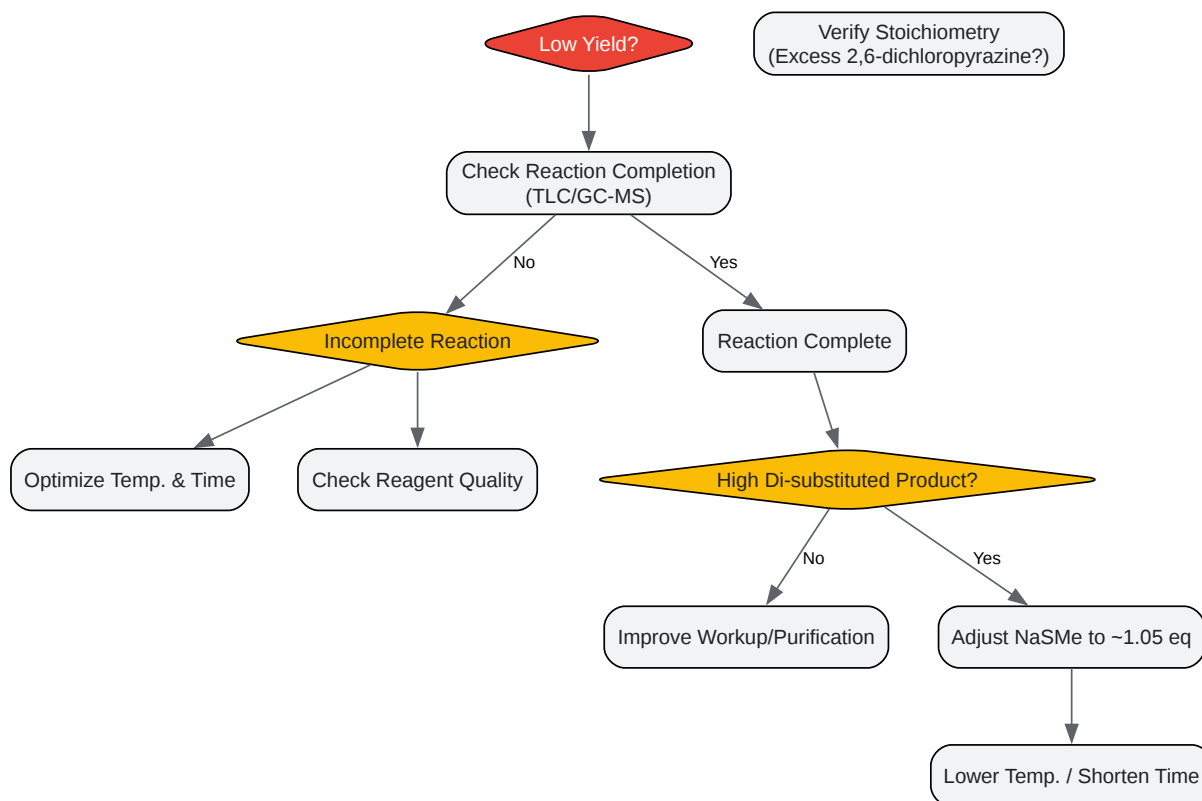 Low Yield?
Verify Stoichiometry
(Excess 2,6-dichloropyrazine?)
Check Reaction Completion
(TLC/GC-MS)
No
Yes
Incomplete Reaction
Reaction Complete
Optimize Temp. & Time
Check Reagent Quality
High Di-substituted Product?
No
Yes
Improve Workup/Purification
Adjust NaSMe to ~1.05 eq
Lower Temp. / Shorten Time